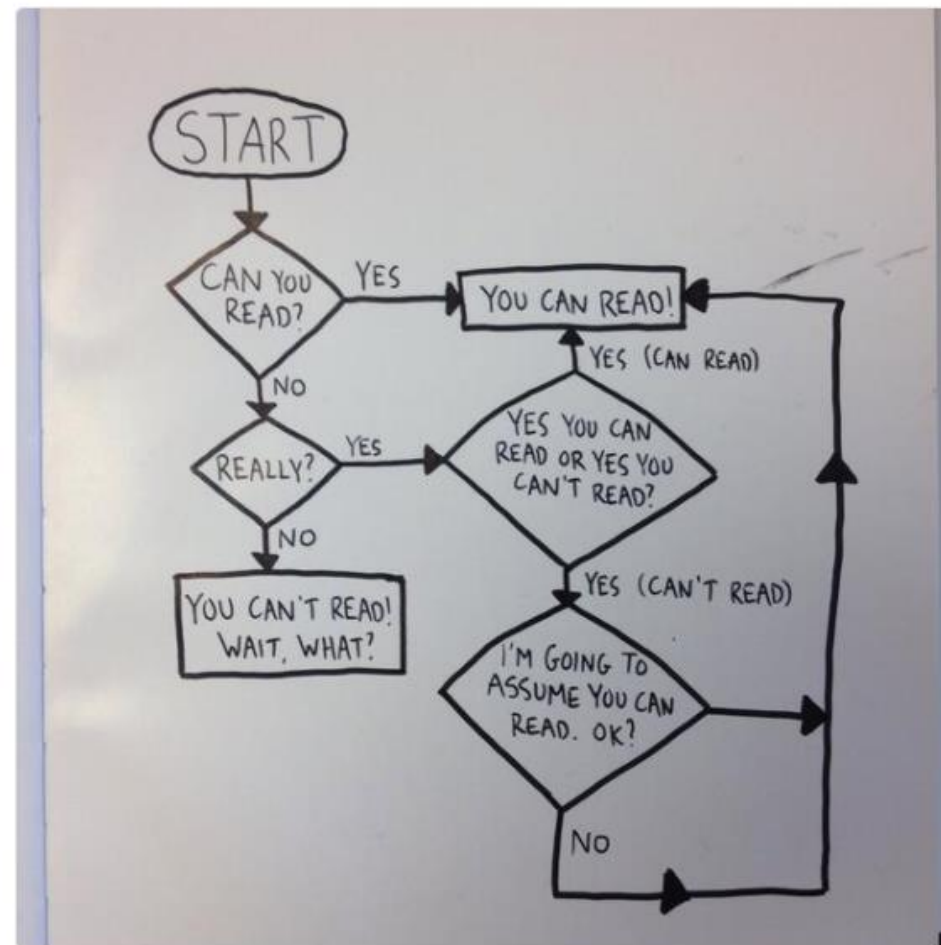 START
CAN YOU
READ?
YES
YOU CAN READ!
NO
YES (CAN READ)
REALLY?
YES
YES YOU CAN
READ OR YES YOU
CAN'T READ?
NO
YOU CAN'T READ!
WAIT, WHAT?
YES (CAN'T READ)
I'M GOING TO
ASSUME YOU CAN
READ. OK?
NO